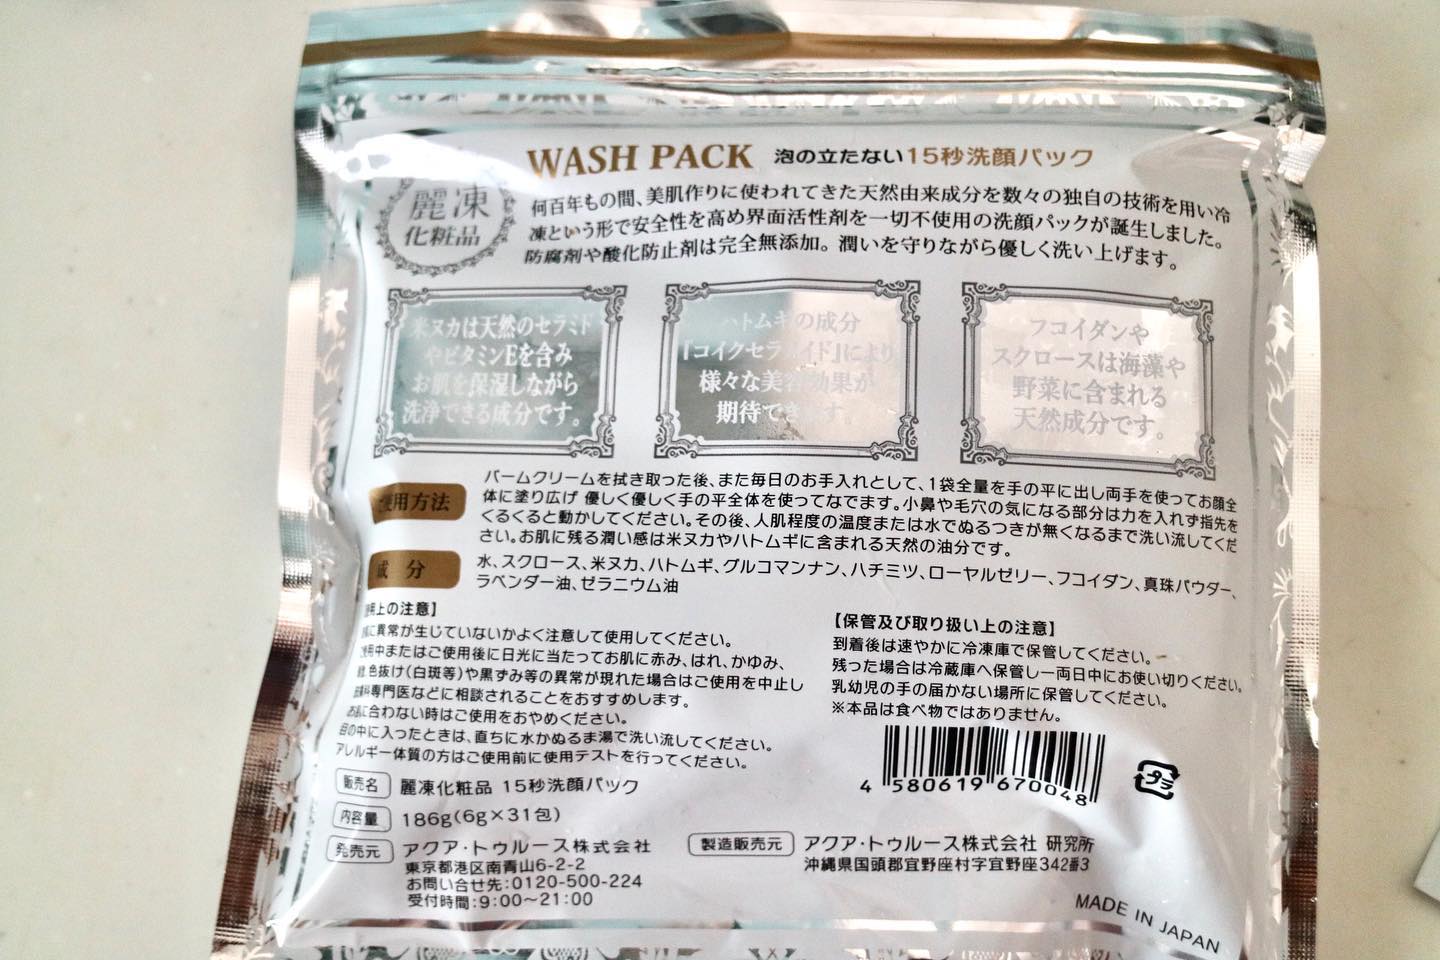 WASH PACK 泡の立たない15秒洗顔パック
麗凍
化粧品
何百年もの間、美肌作りに使われてきた天然由来成分を数々の独自の技術を用い冷
凍という形で安全性を高め界面活性剤を一切不使用の洗顔パックが誕生しました。
防腐剤や酸化防止剤は完全無添加。潤いを守りながら優しく洗い上げます。
米ヌカは天然のセラミド
やビタミンEを含み
お肌を保湿しながら
洗浄できる成分です。
ハトムギの成分
「コイクセラメイド」により
様々な美容効果が
期待できます。
フコイダンや
スクロースは海藻や
野菜に含まれる
天然成分です。
使用方法
バームクリームを拭き取った後、また毎日のお手入れとして、1袋全量を手の平に出し両手を使ってお顔全
体に塗り広げ 優しく優しく手の平全体を使ってなでます。小鼻や毛穴の気になる部分は力を入れず指先を
くるくると動かしてください。その後、人肌程度の温度または水でぬるつきが無くなるまで洗い流してくだ
さい。お肌に残る潤い感は米ヌカやハトムギに含まれる天然の油分です。
成 分
水、スクロース、米ヌカ、ハトムギ、グルコマンナン、ハチミツ、ローヤルゼリー、フコイダン、真珠パウダー、
ラベンダー油、ゼラニウム油
使用上の注意】
に異常が生じていないかよく注意して使用してください。
使用中またはご使用後に日光に当たってお肌に赤み、はれ、かゆみ、
色抜け(白斑等)や黒ずみ等の異常が現れた場合はご使用を中止し
専門医などに相談されることをおすすめします。
お肌に合わない時はご使用をおやめください。
目の中に入ったときは、直ちに水かぬるま湯で洗い流してください。
アレルギー体質の方はご使用前に使用テストを行ってください。
【保管及び取り扱い上の注意】
到着後は速やかに冷凍庫で保管してください。
残った場合は冷蔵庫へ保管し一両日中にお使い切りください。
乳幼児の手の届かない場所に保管してください。
※本品は食べ物ではありません。
4 580619 670048
プラ
販売名 麗凍化粧品 15秒洗顔パック
内容量 186g(6g×31包)
発売元 アクア・トゥルース株式会社
東京都港区南青山6-2-2
お問い合せ先:0120-500-224
受付時間:9:00〜21:00
製造販売元 アクア・トゥルース株式会社 研究所
沖縄県国頭郡宜野座村字宜野座342番3
MADE IN JAPAN